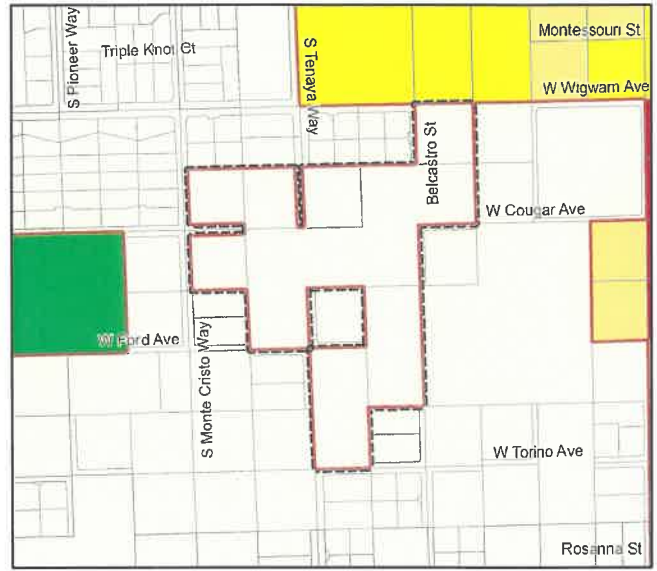 S Pioneer Way
Triple Knot Ct
S Tenaya Way
Montessouri St
W Wigwam Ave
Belcastro St
W Cougar Ave
W Ford Ave
S Monte Cristo Way
W Torino Ave
Rosanna St